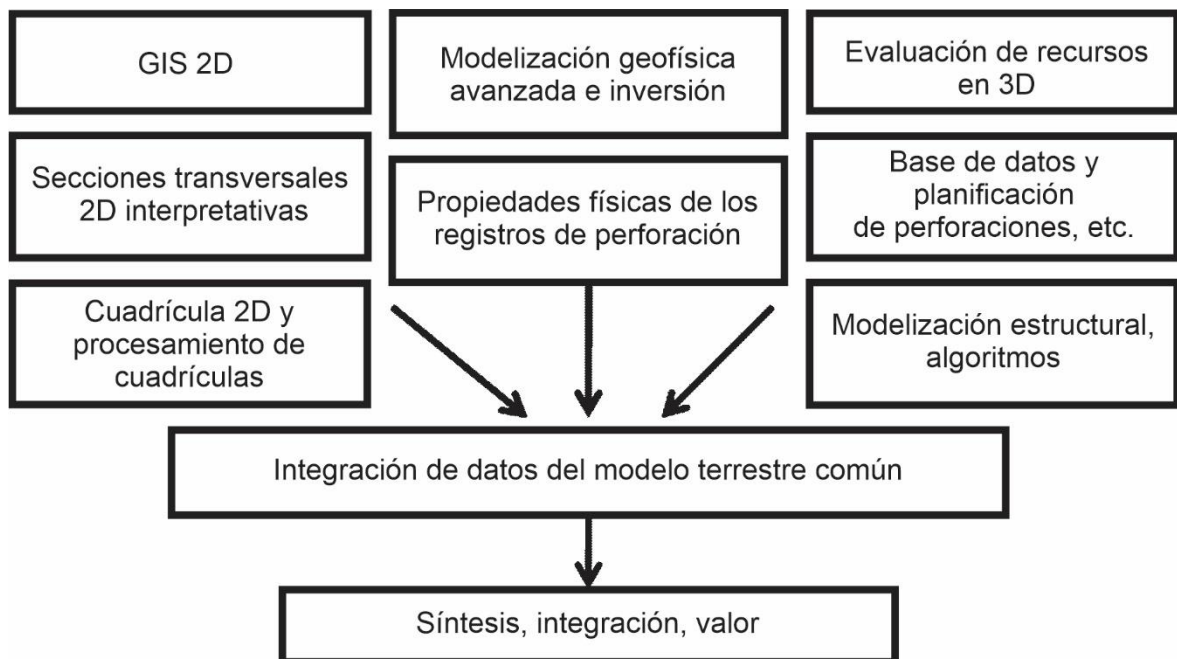 GIS 2D
Secciones transversales
2D interpretativas
Cuadrícula 2D y
procesamiento de
cuadrículas
Modelización geofísica
avanzada e inversión
Propiedades físicas de los
registros de perforación
Evaluación de recursos
en 3D
Base de datos y
planificación
de perforaciones, etc.
Modelización estructural,
algoritmos
Integración de datos del modelo terrestre común
Síntesis, integración, valor